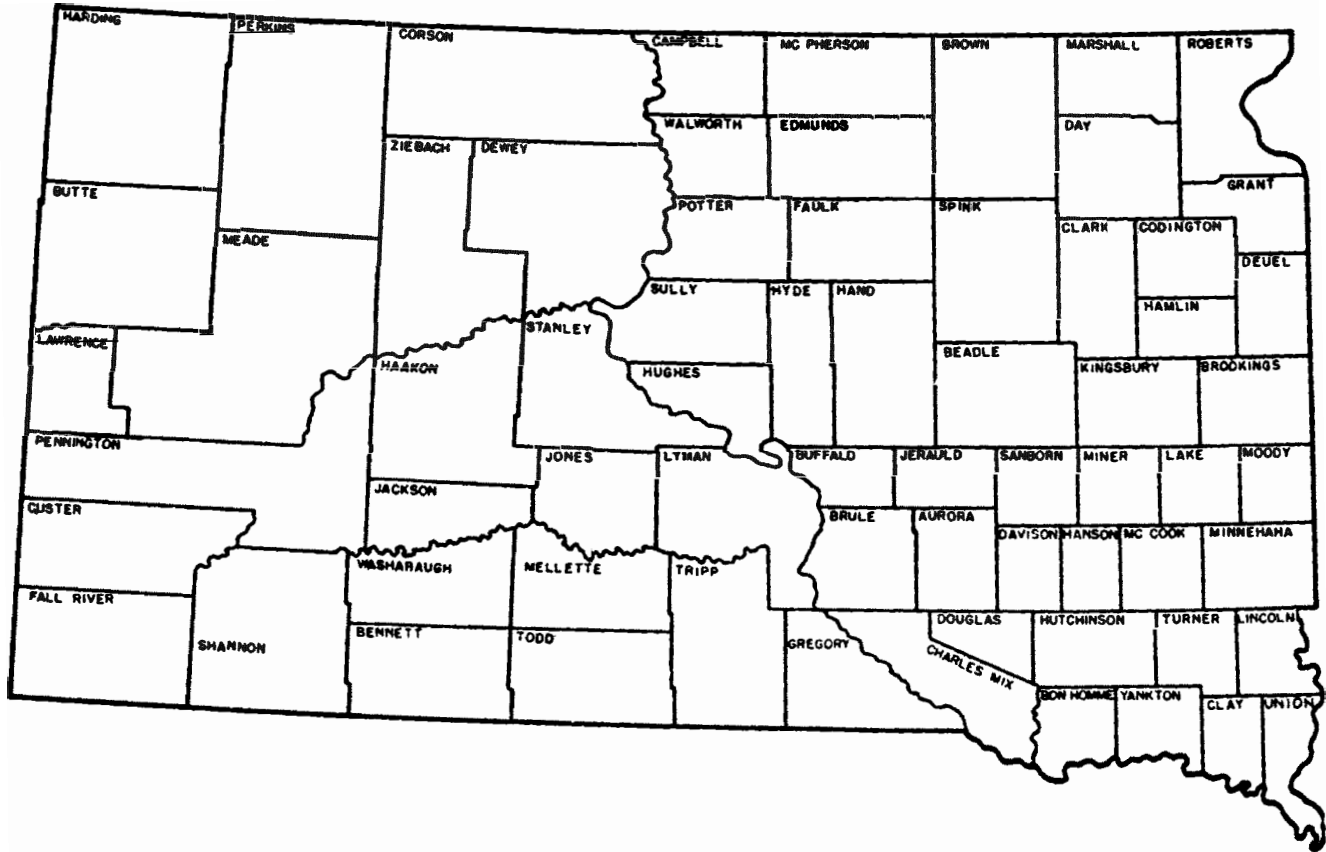 HARDING
PERKINS
CORSON
CAMPBELL
MC PHERSON
BROWN
MARSHALL
ROBERTS
WALWORTH
EDMUNDS
DAY
ZIEBACH
DEWEY
BUTTE
GRANT
POTTER
FAULK
SPINK
CLARK
CODINGTON
MEADE
DEUEL
SULLY
HYDE
HAND
HAMLIN
STANLEY
LAWRENCE
HAAKON
HUGHES
BEADLE
KINGSBURY
BROOKINGS
PENNINGTON
JONES
LYMAN
BUFFALO
JERAULD
SANBORN
MINER
LAKE
MOODY
JACKSON
CUSTER
BRULE
AURORA
DAVISON
HANSON
MC COOK
MINNEHAHA
WASHABAUGH
MELLETTE
TRIPP
FALL RIVER
SHANNON
BENNETT
TODD
GREGORY
DOUGLAS
HUTCHINSON
TURNER
LINCOLN
CHARLES MIX
BON HOMME
YANKTON
CLAY
UNION